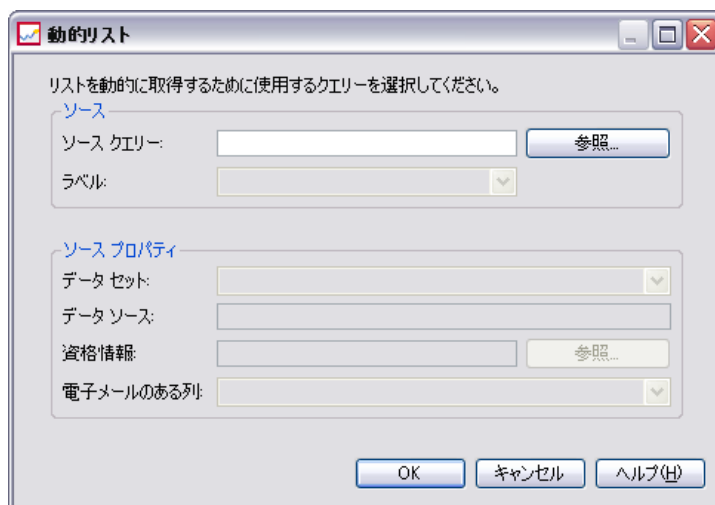 動的リスト
リストを動的に取得するために使用するクエリーを選択してください。
ソース
ソース クエリー:
参照...
ラベル:
ソース プロパティ
データ セット:
データ ソース:
資格情報:
参照...
電子メールのある列:
OK
キャンセル
ヘルプ(H)